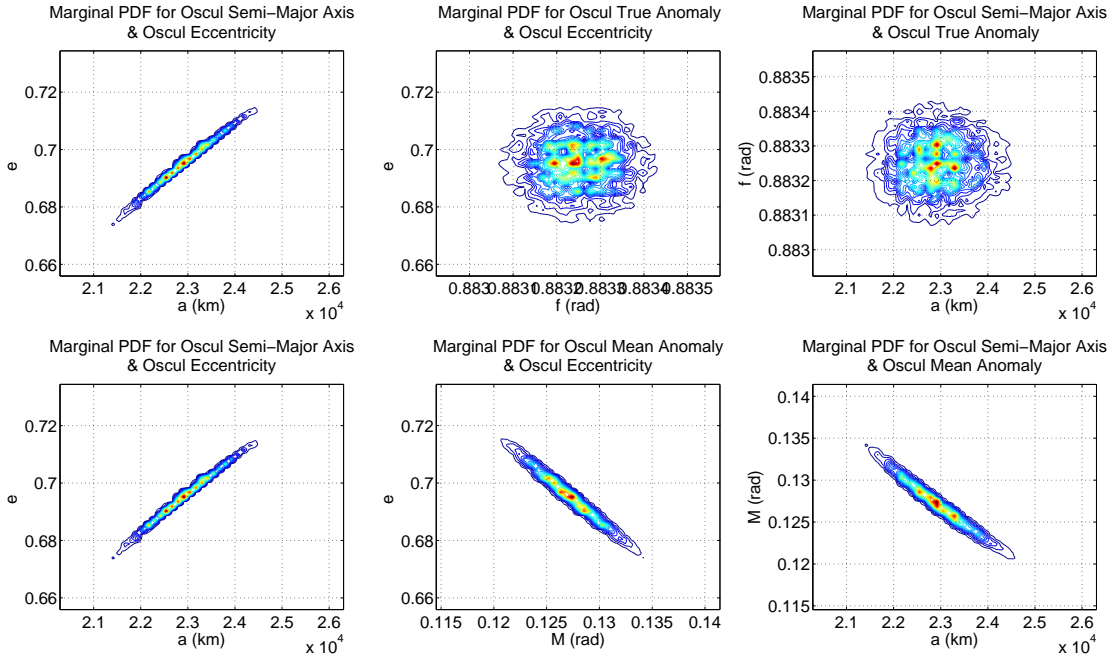 Marginal PDF for Oscul Semi−Major Axis
& Oscul Eccentricity
0.72
0.7
0.68
0.66
e
2.1 2.2 2.3 2.4 2.5 2.6
a (km)
x 10^4
Marginal PDF for Oscul True Anomaly
& Oscul Eccentricity
0.72
0.7
0.68
0.66
e
0.883 0.8831 0.8832 0.8833 0.8834 0.8835
f (rad)
Marginal PDF for Oscul Semi−Major Axis
& Oscul True Anomaly
0.8835
0.8834
0.8833
0.8832
0.8831
0.883
f (rad)
2.1 2.2 2.3 2.4 2.5 2.6
a (km)
x 10^4
Marginal PDF for Oscul Semi−Major Axis
& Oscul Eccentricity
0.72
0.7
0.68
0.66
e
2.1 2.2 2.3 2.4 2.5 2.6
a (km)
x 10^4
Marginal PDF for Oscul Mean Anomaly
& Oscul Eccentricity
0.72
0.7
0.68
0.66
e
0.115 0.12 0.125 0.13 0.135 0.14
M (rad)
Marginal PDF for Oscul Semi−Major Axis
& Oscul Mean Anomaly
0.14
0.135
0.13
0.125
0.12
0.115
M (rad)
2.1 2.2 2.3 2.4 2.5 2.6
a (km)
x 10^4